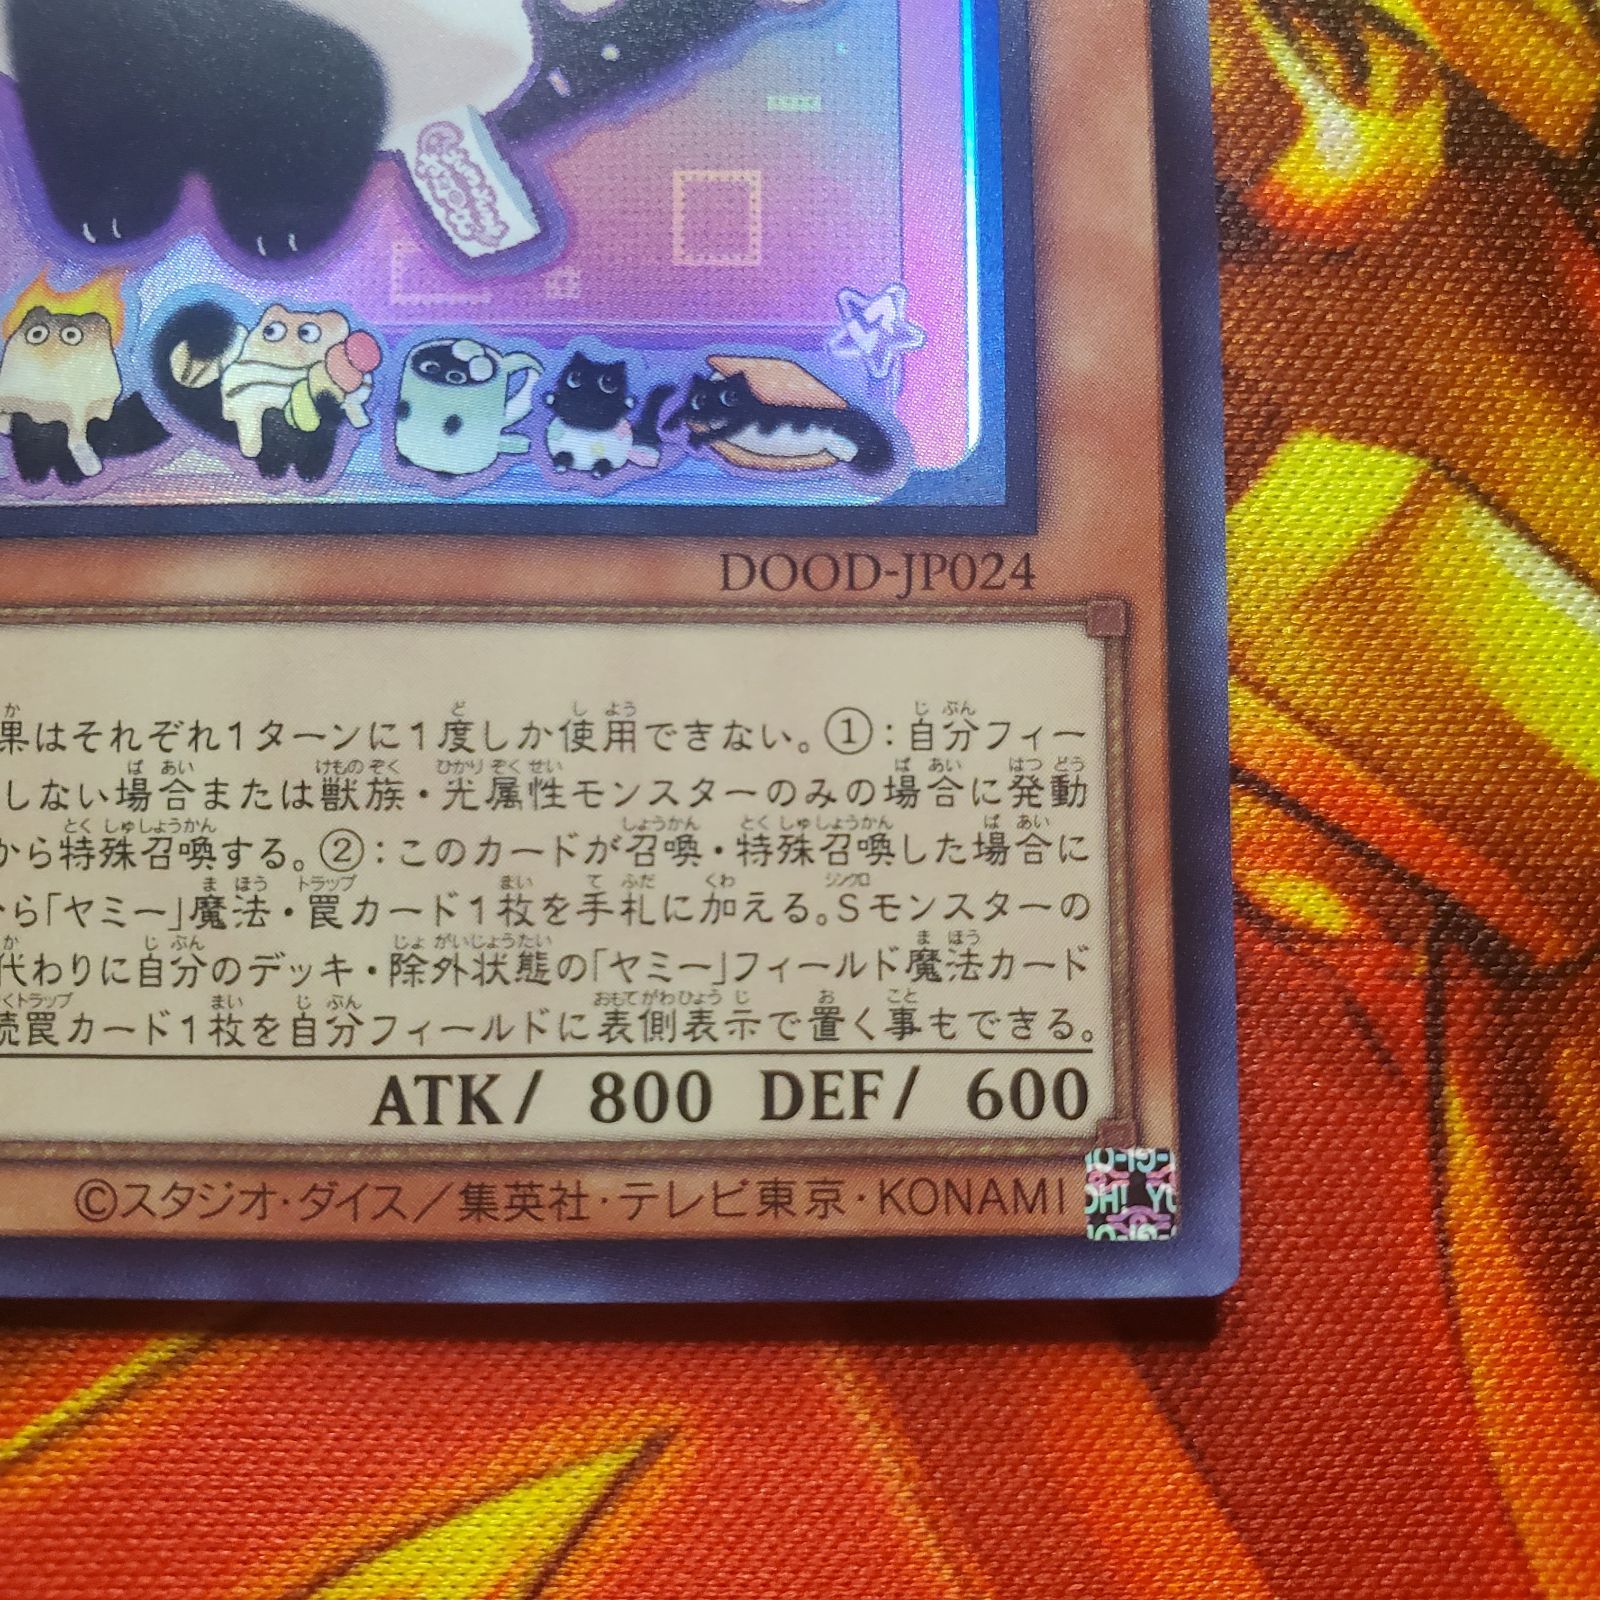 DOOD-JP024
果はそれぞれ1ターンに1度しか使用できない。①：自分フィー
しない場合または獣族・光属性モンスターのみの場合に発動
から特殊召喚する。②：このカードが召喚・特殊召喚した場合に
ら「ヤミー」魔法・罠カード1枚を手札に加える。Sモンスターの
代わりに自分のデッキ・除外状態の「ヤミー」フィールド魔法カード
続罠カード1枚を自分フィールドに表側表示で置く事もできる。
ATK/ 800 DEF/ 600
©スタジオ・ダイス／集英社・テレビ東京・KONAMI